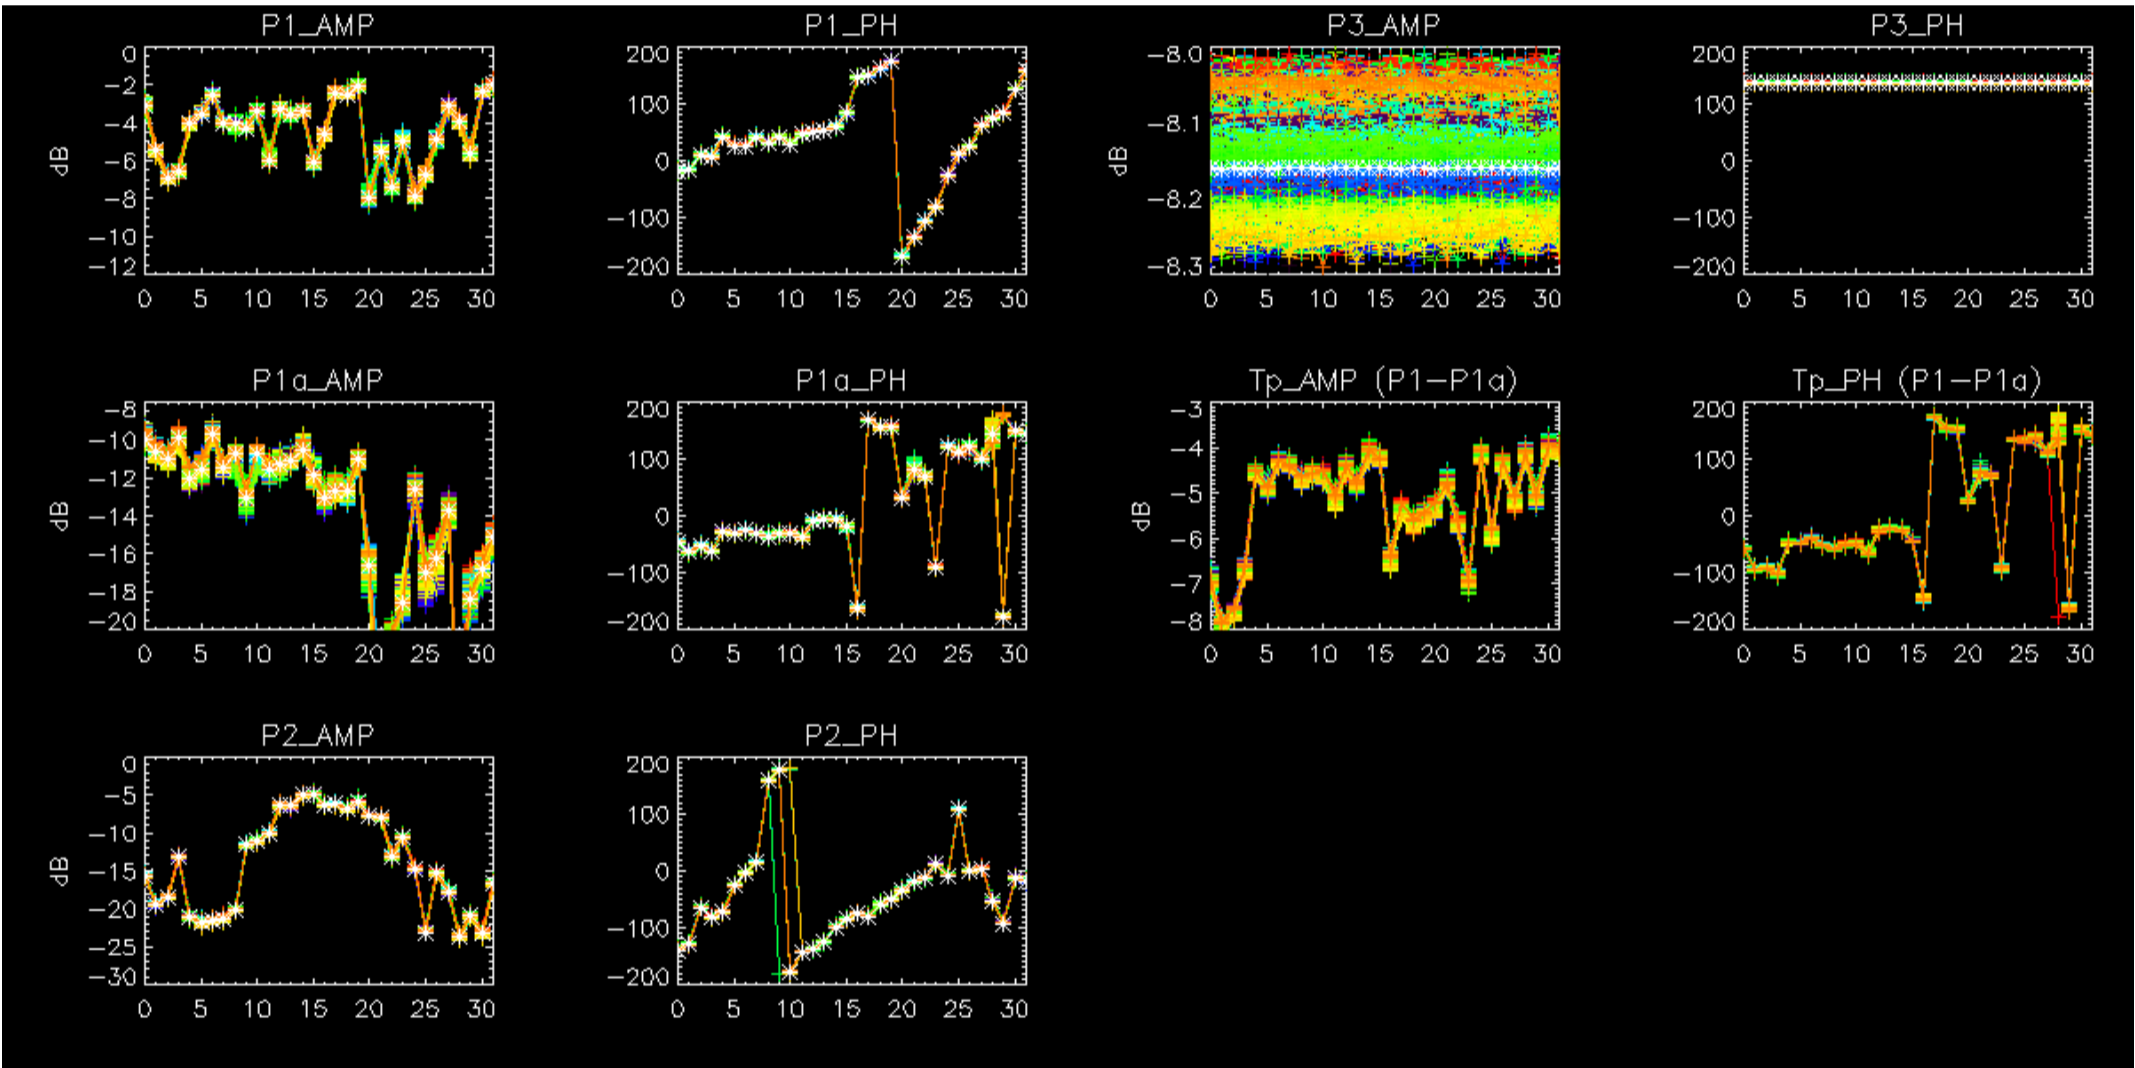 P1_AMP P1_PH P3_AMP P3_PH
0 200 -8.0 200
-2
-4 100 -8.1 100
dB -6 0 dB 0
-8 -8.2
-10 -100 -100
-12 -200 -8.3 -200
0 5 10 15 20 25 30 0 5 10 15 20 25 30 0 5 10 15 20 25 30 0 5 10 15 20 25 30
P1a_AMP P1a_PH Tp_AMP (P1-P1a) Tp_PH (P1-P1a)
-8 200 -3 200
-10 100 -4 100
-12
dB -14 0 dB -5 0
-16 -6
-18 -100 -7 -100
-20 -200 -8 -200
0 5 10 15 20 25 30 0 5 10 15 20 25 30 0 5 10 15 20 25 30 0 5 10 15 20 25 30
P2_AMP P2_PH
0 200
-5 100
-10
dB -15 0
-20 -100
-25
-30 -200
0 5 10 15 20 25 30 0 5 10 15 20 25 30